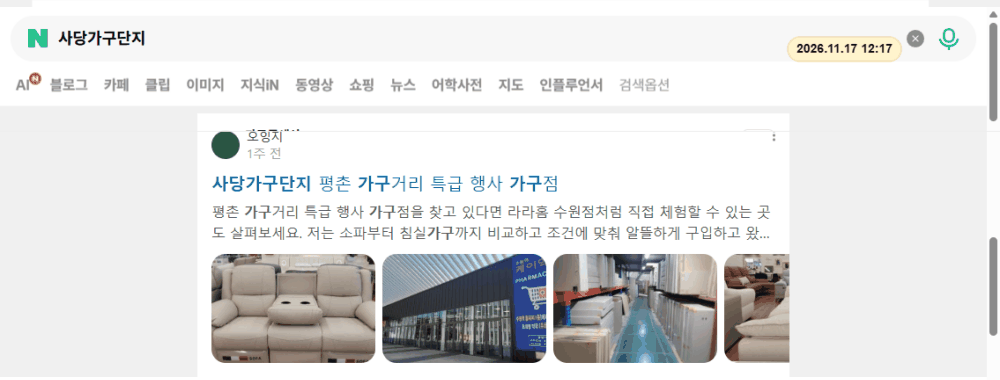 N 사당가구단지
2026.11.17 12:17
AI 블로그 카페 클립 이미지 지식iN 동영상 쇼핑 뉴스 어학사전 지도 인플루언서 검색옵션
1주 전
사당가구단지 평촌 가구거리 특급 행사 가구점
평촌 가구거리 특급 행사 가구점을 찾고 있다면 라라홈 수원점처럼 직접 체험할 수 있는 곳
도 살펴보세요. 저는 소파부터 침실가구까지 비교하고 조건에 맞춰 알뜰하게 구입하고 왔...
PHARMAC